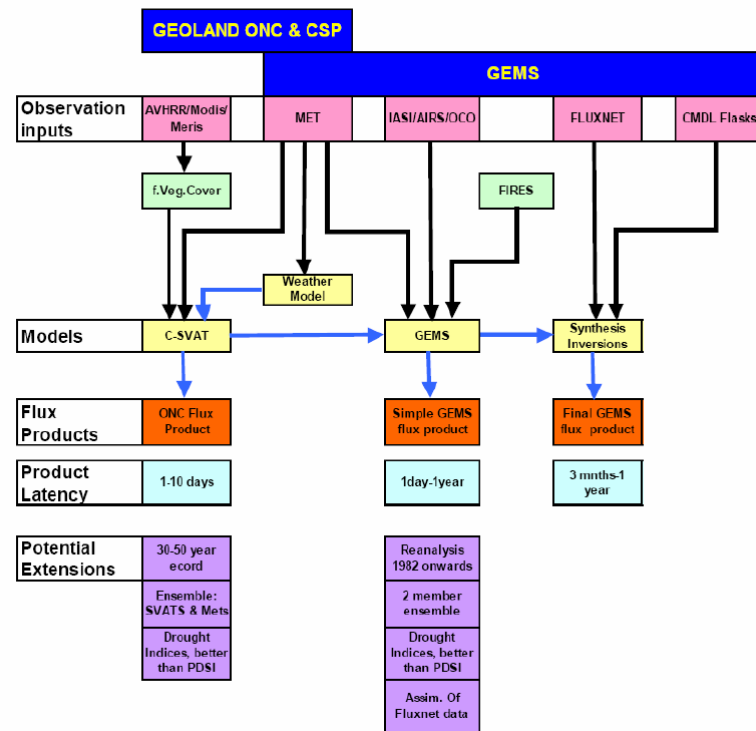 GEOLAND ONC & CSP
GEMS
Observation
inputs
AVHRR/Modis/
Meris
MET
IASI/AIRS/OCO
FLUXNET
CMDL Flasks
f.Veg.Cover
FIRES
Weather
Model
Models
C-SVAT
GEMS
Synthesis
Inversions
Flux
Products
ONC Flux
Product
Simple GEMS
flux product
Final GEMS
flux product
Product
Latency
1-10 days
1day-1year
3 mnths-1
year
Potential
Extensions
30-50 year
ecord
Ensemble:
SVATS & Mets
Drought
Indices, better
than PDSI
Reanalysis
1982 onwards
2 member
ensemble
Drought
Indices, better
than PDSI
Assim. Of
Fluxnet data